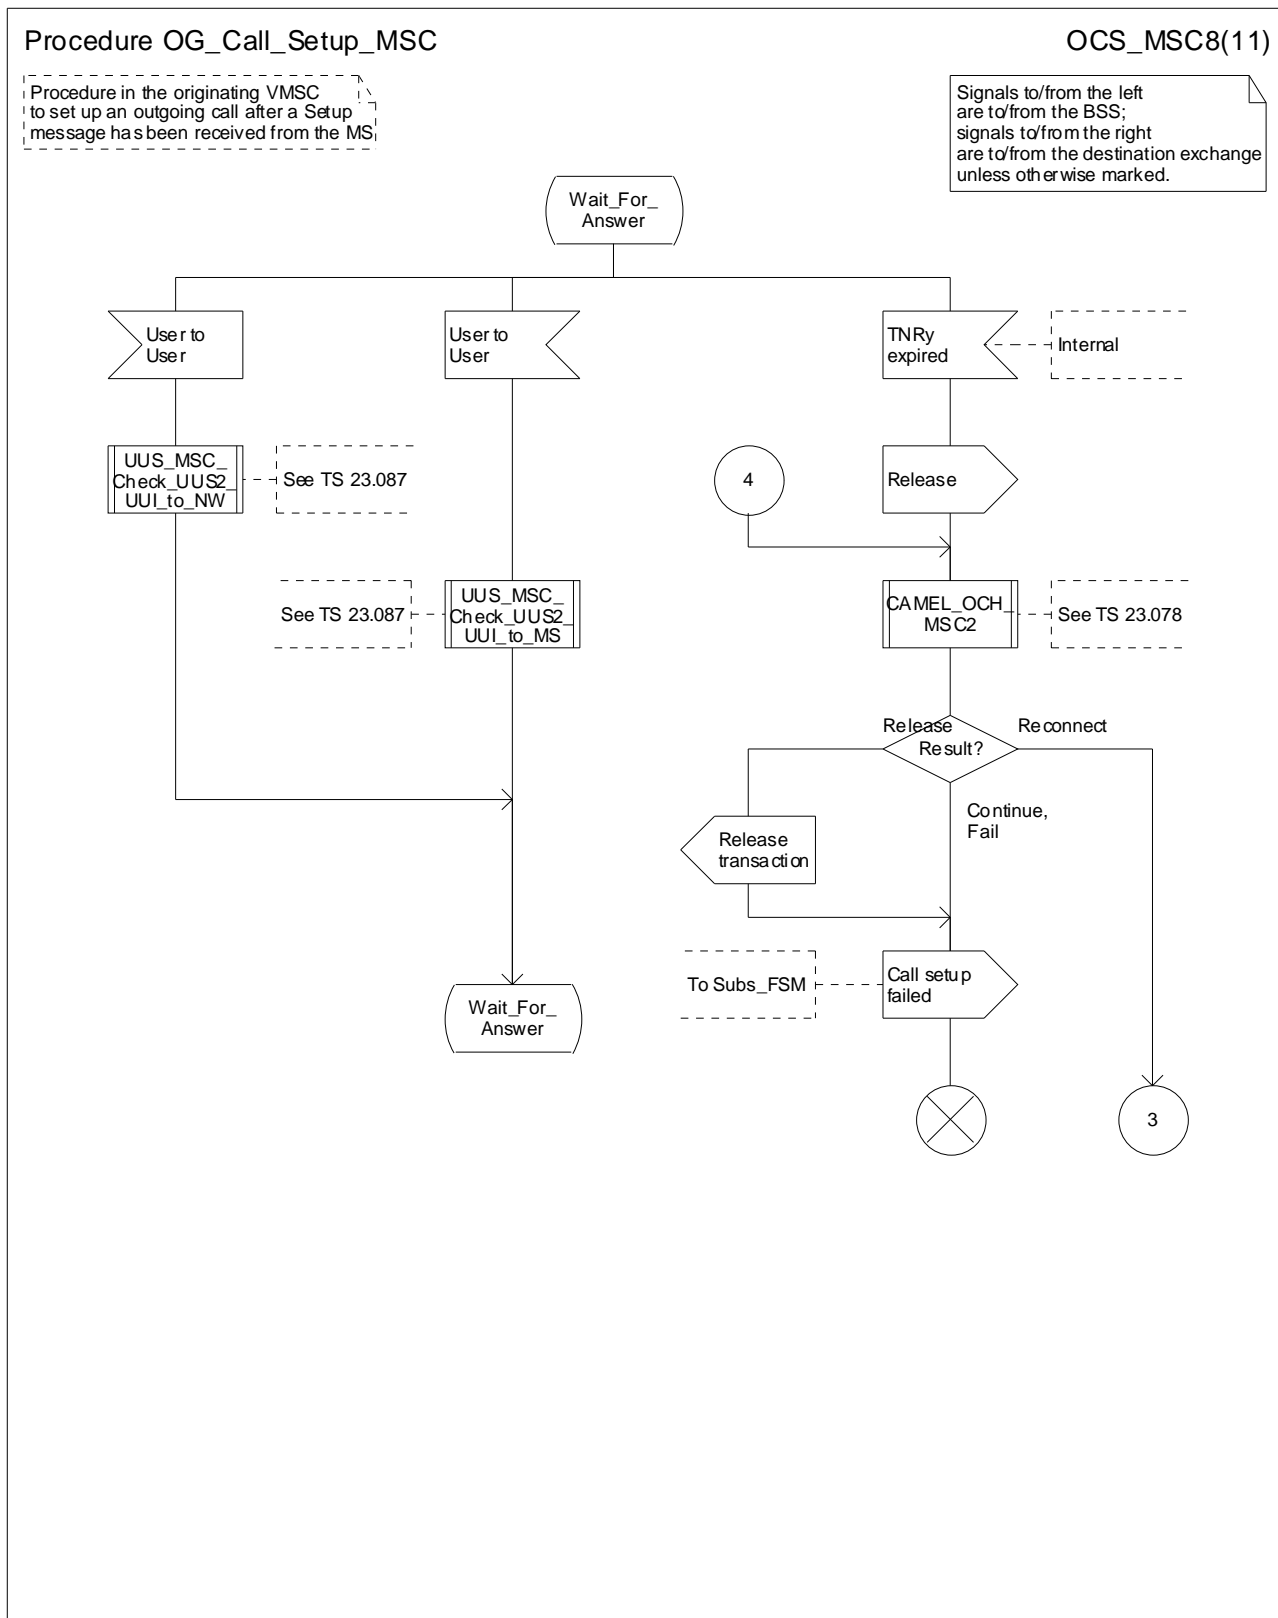 Procedure OG_Call_Setup_MSC
OCS_MSC8(11)
Procedure in the originating VMSC
to set up an outgoing call after a Setup
message has been received from the MS
Signals to/from the left
are to/from the BSS;
signals to/from the right
are to/from the destination exchange
unless otherwise marked.
Wait_For_
Answer
User to
User
User to
User
TNRy
expired
Internal
UUS_MSC_
Check_UUS2_
UUI_to_NW
See TS 23.087
4
Release
See TS 23.087
UUS_MSC_
Check_UUS2_
UUI_to_MS
CAMEL_OCH_
MSC2
See TS 23.078
Release
Result?
Reconnect
Continue,
Fail
Release
transaction
To Subs_FSM
Call setup
failed
Wait_For_
Answer
3